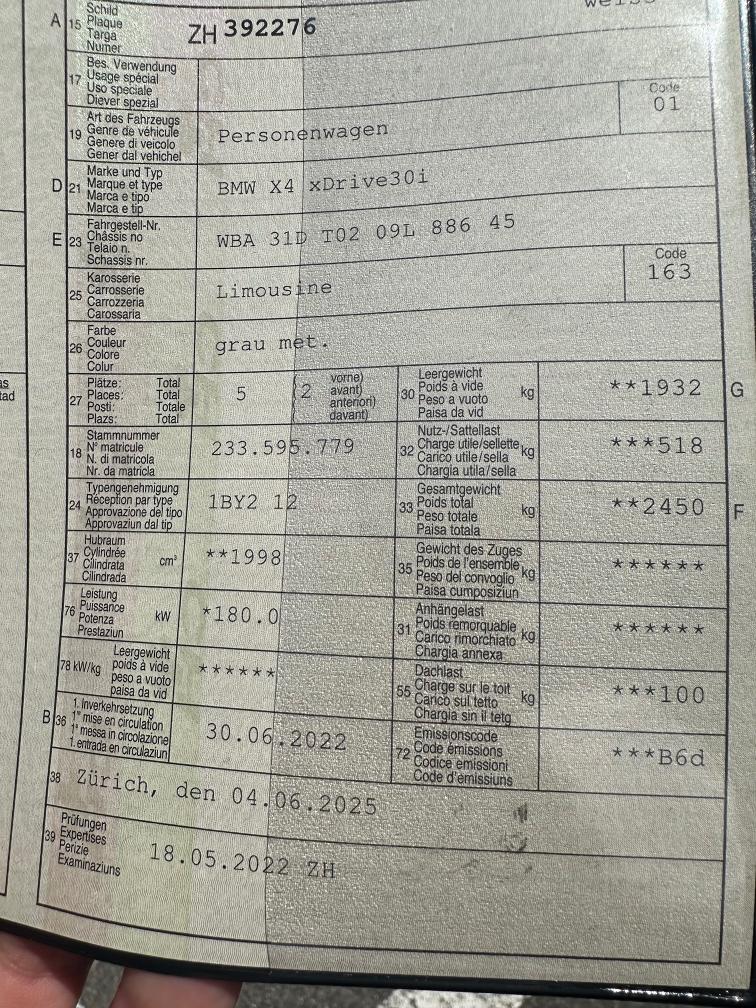 A 15 Schild
Plaque
Targa
Numer
ZH 392276
17 Bes. Verwendung
Usage spécial
Uso speciale
Diever spezial
19 Art des Fahrzeugs
Genre de véhicule
Genere di veicolo
Gener dal vehichel
Personenwagen
Code
01
D 21 Marke und Typ
Marque et type
Marca e tipo
Marca e tip
BMW X4 xDrive30i
E 23 Fahrgestell-Nr.
Châssis no
Telaio n.
Schassis nr.
WBA 31D T02 09L 886 45
25 Karosserie
Carrosserie
Carrozzeria
Carossaria
Limousine
Code
163
26 Farbe
Couleur
Colore
Colur
grau met.
27 Plätze: Total
Places: Total
Posti: Totale
Plazs: Total
5
(2 vorne)
avant)
anteriori)
davant)
30 Leergewicht
Poids à vide
Peso a vuoto
Paisa da vid
kg
**1932
G
18 Stammnummer
N° matricule
N. di matricola
Nr. da matricla
233.595.779
32 Nutz-/Sattellast
Charge utile/sellette
Carico utile/sella
Chargia utila/sella
kg
***518
24 Typengenehmigung
Réception par type
Approvazione del tipo
Approvaziun dal tip
1BY2 12
33 Gesamtgewicht
Poids total
Peso totale
Paisa totala
kg
**2450
F
37 Hubraum
Cylindrée
Cilindrata
Cilindrada
cm³
**1998
35 Gewicht des Zuges
Poids de l'ensemble
Peso del convoglio
Paisa cumposiziun
kg
******
76 Leistung
Puissance
Potenza
Prestaziun
kW
*180.0
31 Anhängelast
Poids remorquable
Carico rimorchiato
Chargia annexa
kg
******
78 kW/kg Leergewicht
poids à vide
peso a vuoto
paisa da vid
******
55 Dachlast
Charge sur le toit
Carico sul tetto
Chargia sin il tetg
kg
***100
B 36 1. Inverkehrsetzung
1re mise en circulation
1a messa in circolazione
1. entrada en circulaziun
30.06.2022
72 Emissionscode
Code émissions
Codice emissioni
Code d'emissiuns
***B6d
38 Zürich, den 04.06.2025
39 Prüfungen
Expertises
Perizie
Examinaziuns
18.05.2022 ZH